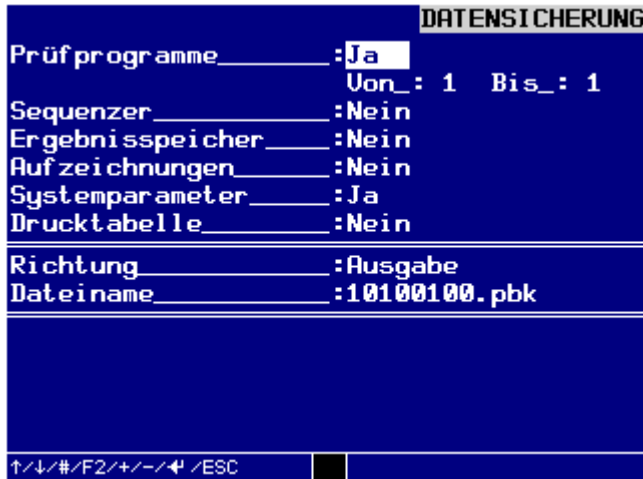 DATENSICHERUNG
Prüfprogramme________:Ja
Von_: 1 Bis_: 1
Sequenzer____________:Nein
Ergebnisspeicher_____:Nein
Aufzeichnungen_______:Nein
Systemparameter______:Ja
Drucktabelle_________:Nein
Richtung_____________:Ausgabe
Dateiname____________:10100100.pbk
↑/↓/#/F2/+/-/↵ /ESC